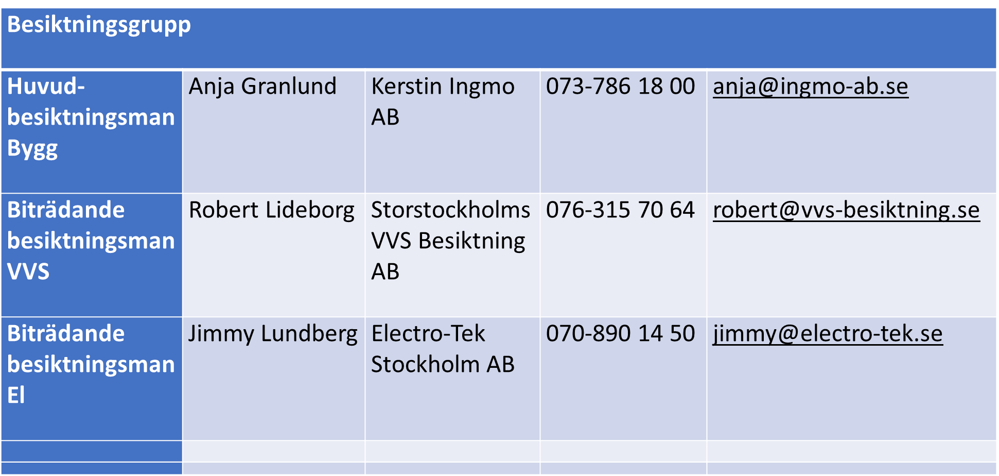 Besiktningsgrupp
Huvud-
besiktningsman
Bygg
Anja Granlund
Kerstin Ingmo
AB
073-786 18 00
anja@ingmo-ab.se
Biträdande
besiktningsman
VVS
Robert Lideborg
Storstockholms
VVS Besiktning
AB
076-315 70 64
robert@vvs-besiktning.se
Biträdande
besiktningsman
El
Jimmy Lundberg
Electro-Tek
Stockholm AB
070-890 14 50
jimmy@electro-tek.se